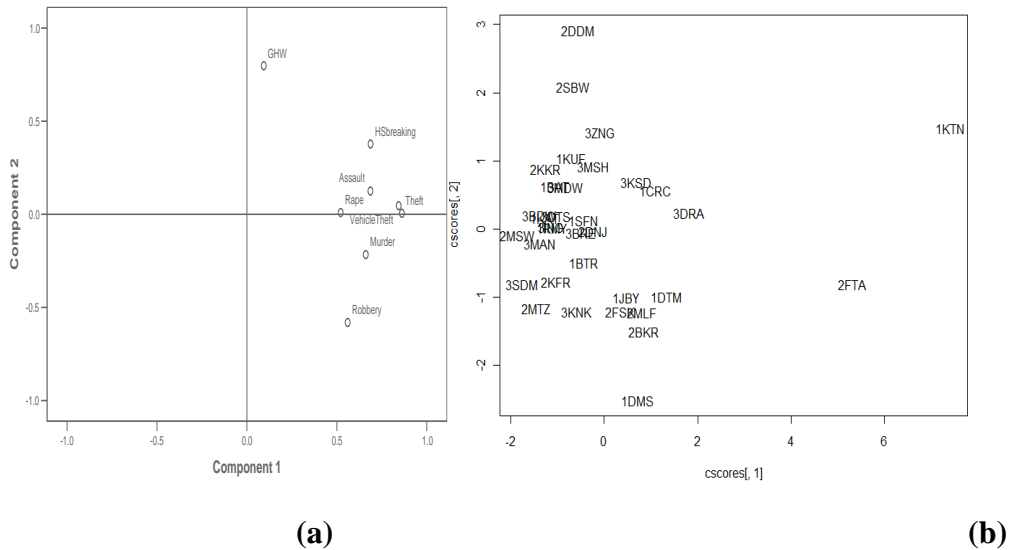 1.0
0.5
0.0
-0.5
-1.0
Component 2
GHW
HSbreaking
Assault
Rape
Theft
VehicleTheft
Murder
Robbery
-1.0 -0.5 0.0 0.5 1.0
Component 1
(a)
3
2
1
0
-1
-2
cscores[, 2]
2DDM
2SBW
3ZNG
1KTN
1KUF
3MSH
2KKR
3KSD
1CRC
3DRA
1SFN
2DNJ
2MSW
3MAN
1BTR
3SDM
2KFR
2FTA
1JBY
1DTM
2MTZ
3KNK
2FSK
2MLF
2BKR
1DMS
-2 0 2 4 6
cscores[, 1]
(b)